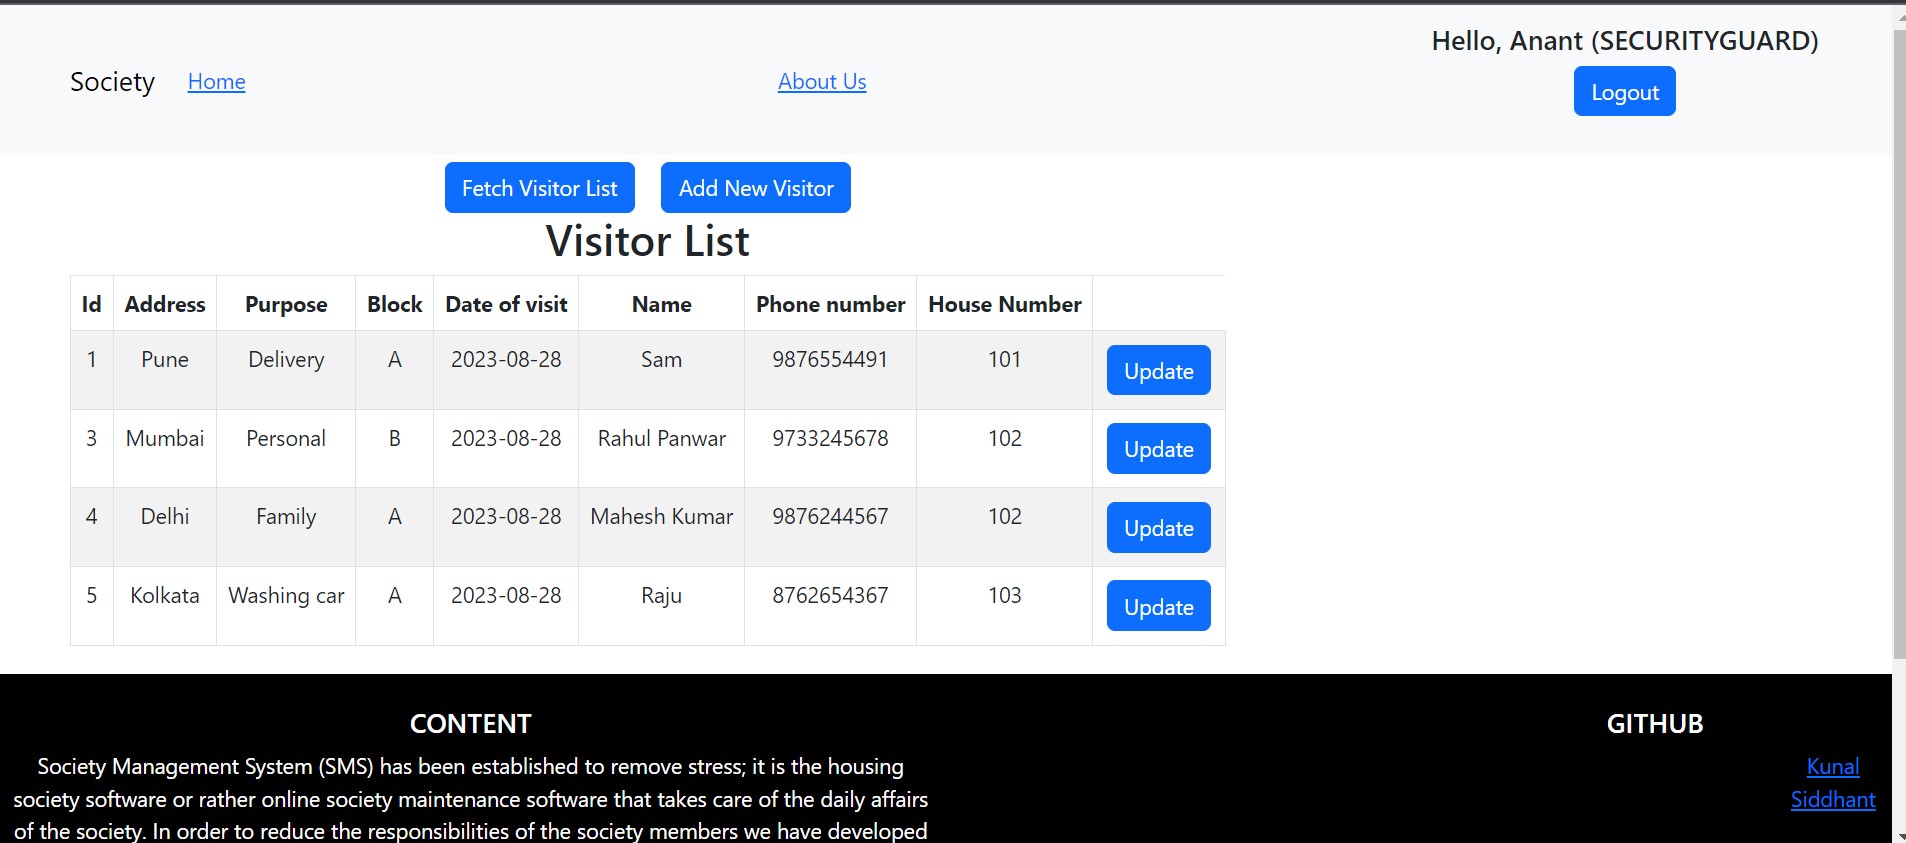 Hello, Anant (SECURITYGUARD)
Society Home About Us Logout
Fetch Visitor List Add New Visitor
Visitor List
Id Address Purpose Block Date of visit Name Phone number House Number
1 Pune Delivery A 2023-08-28 Sam 9876554491 101 Update
3 Mumbai Personal B 2023-08-28 Rahul Panwar 9733245678 102 Update
4 Delhi Family A 2023-08-28 Mahesh Kumar 9876244567 102 Update
5 Kolkata Washing car A 2023-08-28 Raju 8762654367 103 Update
CONTENT
Society Management System (SMS) has been established to remove stress; it is the housing
society software or rather online society maintenance software that takes care of the daily affairs
of the society. In order to reduce the responsibilities of the society members we have developed
GITHUB
Kunal
Siddhant